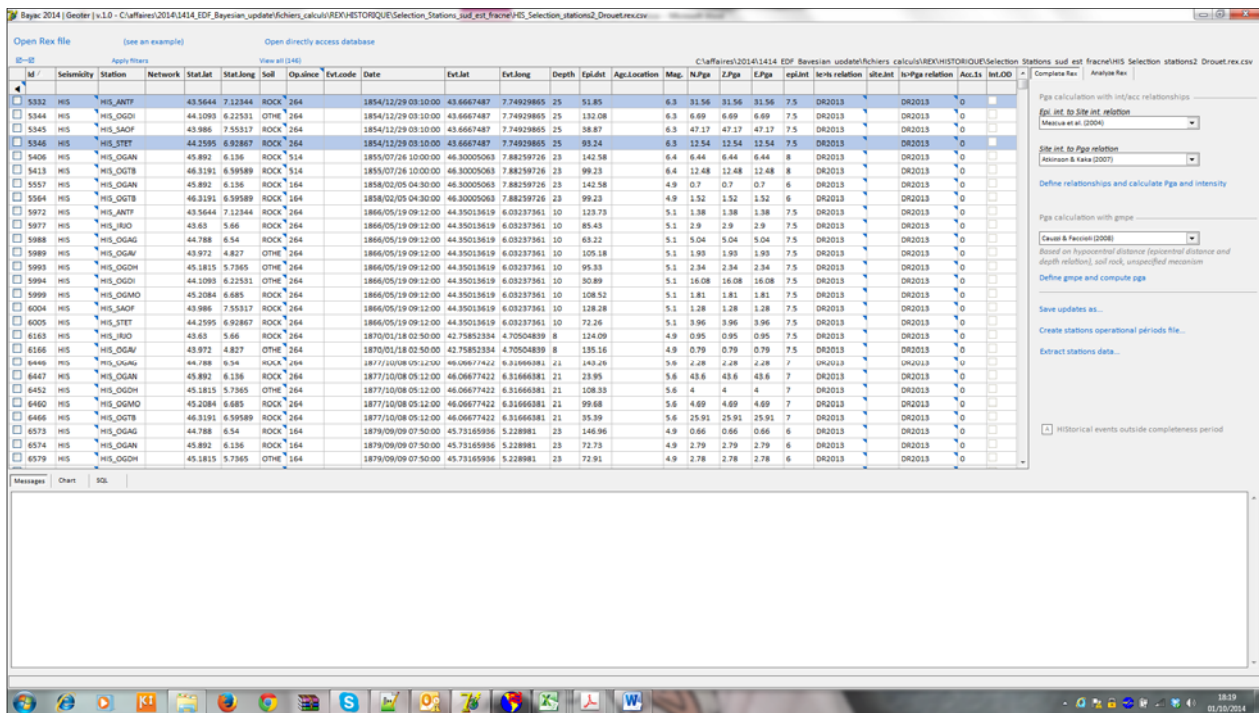 Bayac 2014 | Geoter | v.1.0 - C:\affaires\2014\1414_EDF_Bayesian_update\fichiers_calculs\REX\HISTORIQUE\Selection_Stations_sud_est_fracne\HIS_Selection_stations2_Drouet.rex.csv
Open Rex file (see an example) Open directly access database
Apply filters View all (146) C:\affaires\2014\1414_EDF_Bayesian_update\fichiers_calculs\REX\HISTORIQUE\Selection_Stations_sud_est_fracne\HIS_Selection_stations2_Drouet.rex.csv
Id Seismicity Station Network Stat.lat Stat.long Soil Op.since Evt.code Date Evt.lat Evt.long Depth Epi.dst Agc.Location Mag. N.Pga Z.Pga E.Pga epi.Int Ie>Is relation site.Int Is>Pga relation Acc.1s Int.OD
5332 HIS HIS_ANTF 43.5644 7.12344 ROCK 264 1854/12/29 03:10:00 43.6667487 7.74929865 25 51.85 6.3 31.56 31.56 31.56 7.5 DR2013 DR2013 0
5344 HIS HIS_OGDI 44.1093 6.22531 OTHE 264 1854/12/29 03:10:00 43.6667487 7.74929865 25 132.08 6.3 6.69 6.69 6.69 7.5 DR2013 DR2013 0
5345 HIS HIS_SAOF 43.986 7.55317 ROCK 264 1854/12/29 03:10:00 43.6667487 7.74929865 25 38.87 6.3 47.17 47.17 47.17 7.5 DR2013 DR2013 0
5346 HIS HIS_STET 44.2595 6.92867 ROCK 264 1854/12/29 03:10:00 43.6667487 7.74929865 25 93.24 6.3 12.54 12.54 12.54 7.5 DR2013 DR2013 0
5406 HIS HIS_OGAN 45.892 6.136 ROCK 514 1855/07/26 10:00:00 46.30005063 7.88259726 23 142.58 6.4 6.44 6.44 6.44 8 DR2013 DR2013 0
5413 HIS HIS_OGTB 46.3191 6.59589 ROCK 514 1855/07/26 10:00:00 46.30005063 7.88259726 23 99.23 6.4 12.48 12.48 12.48 8 DR2013 DR2013 0
5557 HIS HIS_OGAN 45.892 6.136 ROCK 164 1858/02/05 04:30:00 46.30005063 7.88259726 23 142.58 4.9 0.7 0.7 0.7 6 DR2013 DR2013 0
5564 HIS HIS_OGTB 46.3191 6.59589 ROCK 164 1858/02/05 04:30:00 46.30005063 7.88259726 23 99.23 4.9 1.52 1.52 1.52 6 DR2013 DR2013 0
5972 HIS HIS_ANTF 43.5644 7.12344 ROCK 264 1866/05/19 09:12:00 44.35013619 6.03237361 10 123.73 5.1 1.38 1.38 1.38 7.5 DR2013 DR2013 0
5977 HIS HIS_IRJO 43.63 5.66 ROCK 264 1866/05/19 09:12:00 44.35013619 6.03237361 10 85.43 5.1 2.9 2.9 2.9 7.5 DR2013 DR2013 0
5988 HIS HIS_OGAG 44.788 6.54 ROCK 264 1866/05/19 09:12:00 44.35013619 6.03237361 10 63.22 5.1 5.04 5.04 5.04 7.5 DR2013 DR2013 0
5989 HIS HIS_OGAV 43.972 4.827 OTHE 264 1866/05/19 09:12:00 44.35013619 6.03237361 10 105.18 5.1 1.93 1.93 1.93 7.5 DR2013 DR2013 0
5993 HIS HIS_OGDH 45.1815 5.7365 OTHE 264 1866/05/19 09:12:00 44.35013619 6.03237361 10 95.33 5.1 2.34 2.34 2.34 7.5 DR2013 DR2013 0
5994 HIS HIS_OGDI 44.1093 6.22531 OTHE 264 1866/05/19 09:12:00 44.35013619 6.03237361 10 30.89 5.1 16.08 16.08 16.08 7.5 DR2013 DR2013 0
5999 HIS HIS_OGMO 45.2084 6.685 ROCK 264 1866/05/19 09:12:00 44.35013619 6.03237361 10 108.52 5.1 1.81 1.81 1.81 7.5 DR2013 DR2013 0
6004 HIS HIS_SAOF 43.986 7.55317 ROCK 264 1866/05/19 09:12:00 44.35013619 6.03237361 10 128.28 5.1 1.28 1.28 1.28 7.5 DR2013 DR2013 0
6005 HIS HIS_STET 44.2595 6.92867 ROCK 264 1866/05/19 09:12:00 44.35013619 6.03237361 10 72.26 5.1 3.96 3.96 3.96 7.5 DR2013 DR2013 0
6163 HIS HIS_IRJO 43.63 5.66 ROCK 264 1870/01/18 02:50:00 42.75852334 4.70504839 8 124.09 4.9 0.95 0.95 0.95 7.5 DR2013 DR2013 0
6166 HIS HIS_OGAV 43.972 4.827 OTHE 264 1870/01/18 02:50:00 42.75852334 4.70504839 8 135.16 4.9 0.79 0.79 0.79 7.5 DR2013 DR2013 0
6446 HIS HIS_OGAG 44.788 6.54 ROCK 264 1877/10/08 05:12:00 46.06677422 6.31666381 21 143.26 5.6 2.28 2.28 2.28 7 DR2013 DR2013 0
6447 HIS HIS_OGAN 45.892 6.136 ROCK 264 1877/10/08 05:12:00 46.06677422 6.31666381 21 23.95 5.6 43.6 43.6 43.6 7 DR2013 DR2013 0
6452 HIS HIS_OGDH 45.1815 5.7365 OTHE 264 1877/10/08 05:12:00 46.06677422 6.31666381 21 108.33 5.6 4 4 4 7 DR2013 DR2013 0
6460 HIS HIS_OGMO 45.2084 6.685 ROCK 264 1877/10/08 05:12:00 46.06677422 6.31666381 21 99.68 5.6 4.69 4.69 4.69 7 DR2013 DR2013 0
6466 HIS HIS_OGTB 46.3191 6.59589 ROCK 264 1877/10/08 05:12:00 46.06677422 6.31666381 21 35.39 5.6 25.91 25.91 25.91 7 DR2013 DR2013 0
6573 HIS HIS_OGAG 44.788 6.54 ROCK 164 1879/09/09 07:50:00 45.73165936 5.228981 23 146.96 4.9 0.66 0.66 0.66 6 DR2013 DR2013 0
6574 HIS HIS_OGAN 45.892 6.136 ROCK 164 1879/09/09 07:50:00 45.73165936 5.228981 23 72.73 4.9 2.79 2.79 2.79 6 DR2013 DR2013 0
6579 HIS HIS_OGDH 45.1815 5.7365 OTHE 164 1879/09/09 07:50:00 45.73165936 5.228981 23 72.91 4.9 2.78 2.78 2.78 6 DR2013 DR2013 0
Complete Rex Analyze Rex
Pga calculation with int/acc relationships
Epi. int to Site int. relation
Mezcua et al. (2004)
Site int. to Pga relation
Atkinson & Kaka (2007)
Define relationships and calculate Pga and intensity
Pga calculation with gmpe
Cauzzi & Faccioli (2008)
Based on hypocentral distance (epicentral distance and
depth relation), soil rock, unspecified mecanism
Define gmpe and compute pga
Save updates as...
Create stations operational périods file...
Extract stations data...
A HIStorical events outside completeness period
Messages Chart SQL
18:19
01/10/2014